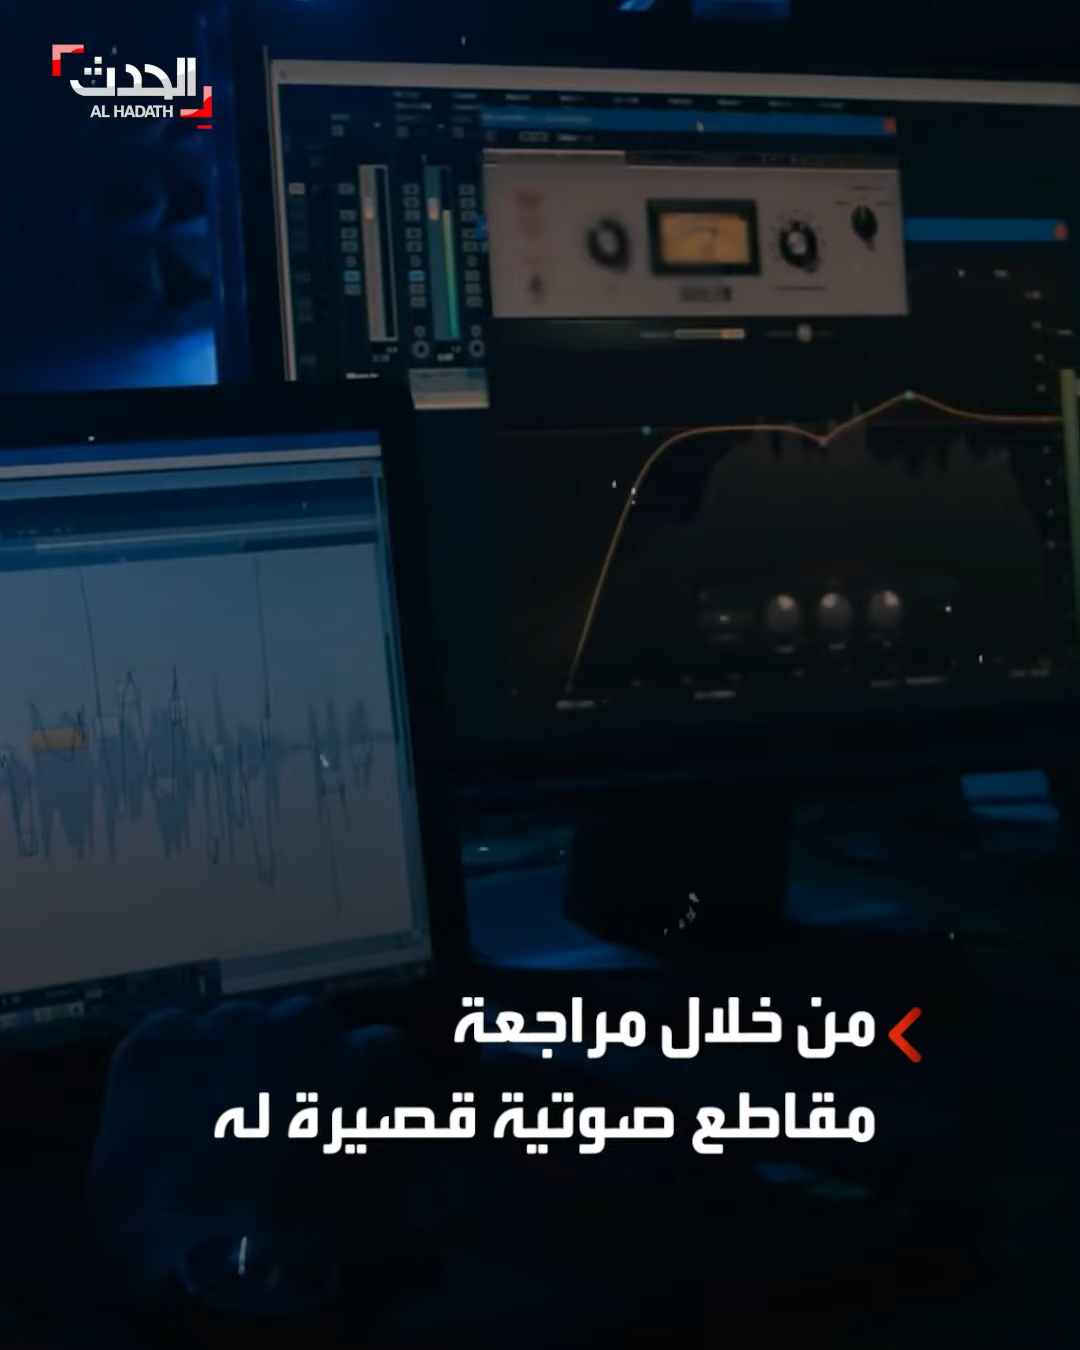 الحدث
AL HADATH
من خلال مراجعة
مقاطع صوتية قصيرة له